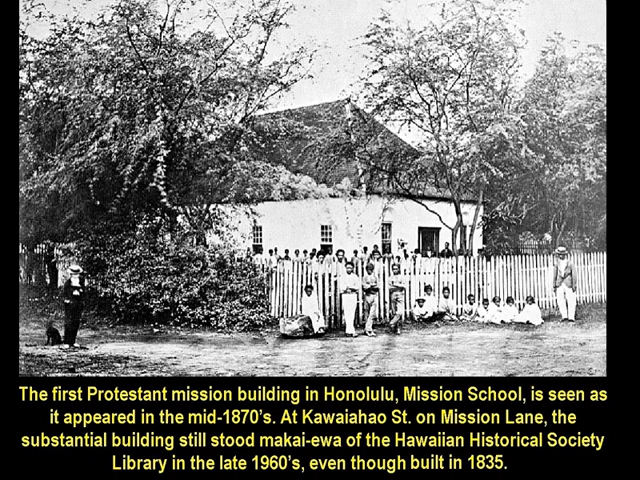 The first Protestant mission building in Honolulu, Mission School, is seen as
it appeared in the mid-1870's. At Kawaiahao St. on Mission Lane, the
substantial building still stood makai-ewa of the Hawaiian Historical Society
Library in the late 1960's, even though built in 1835.